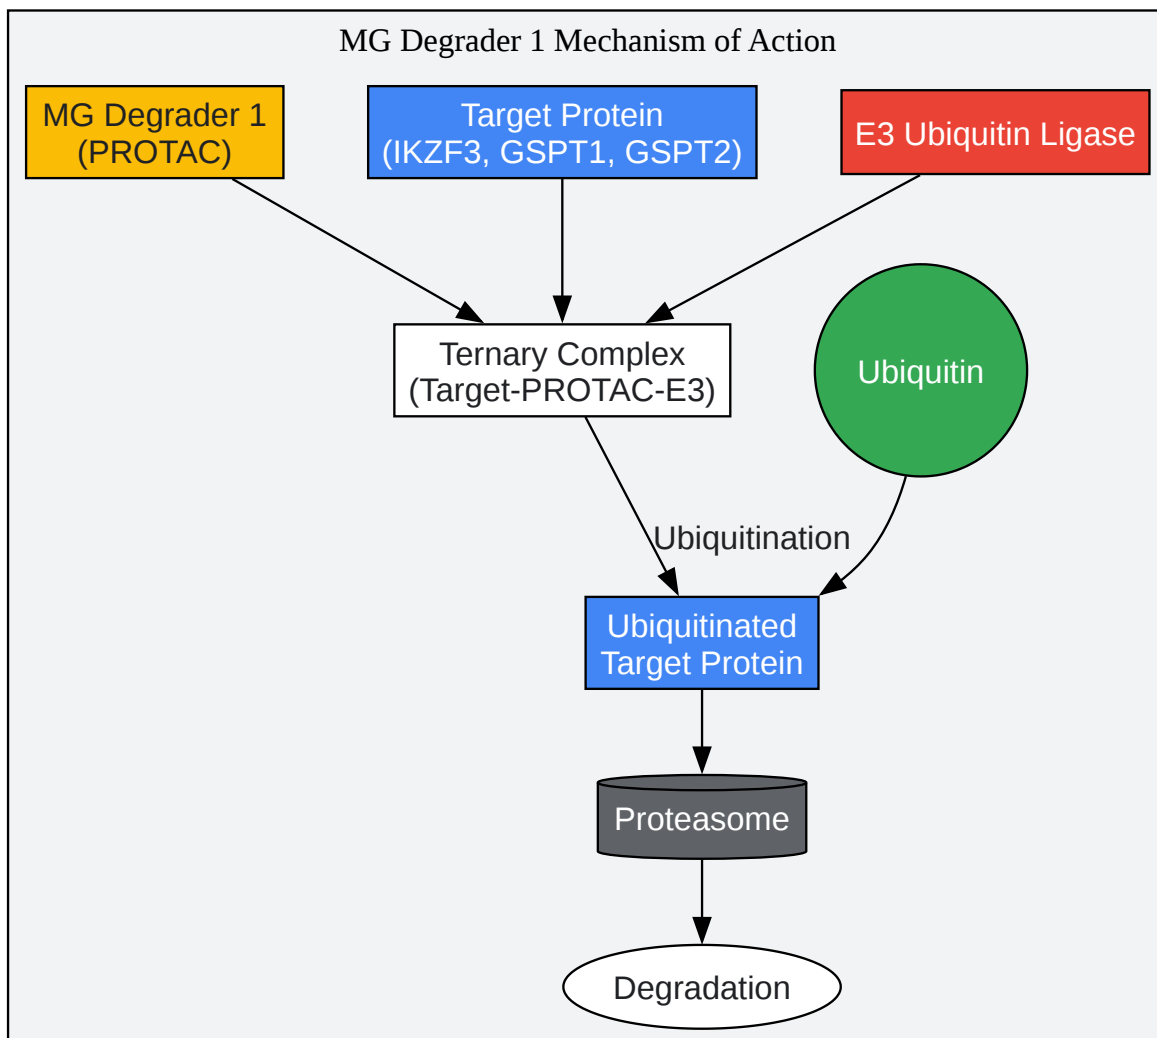 MG Degrader 1 Mechanism of Action
MG Degrader 1
(PROTAC)
Target Protein
(IKZF3, GSPT1, GSPT2)
E3 Ubiquitin Ligase
Ternary Complex
(Target-PROTAC-E3)
Ubiquitin
Ubiquitination
Ubiquitinated
Target Protein
Proteasome
Degradation